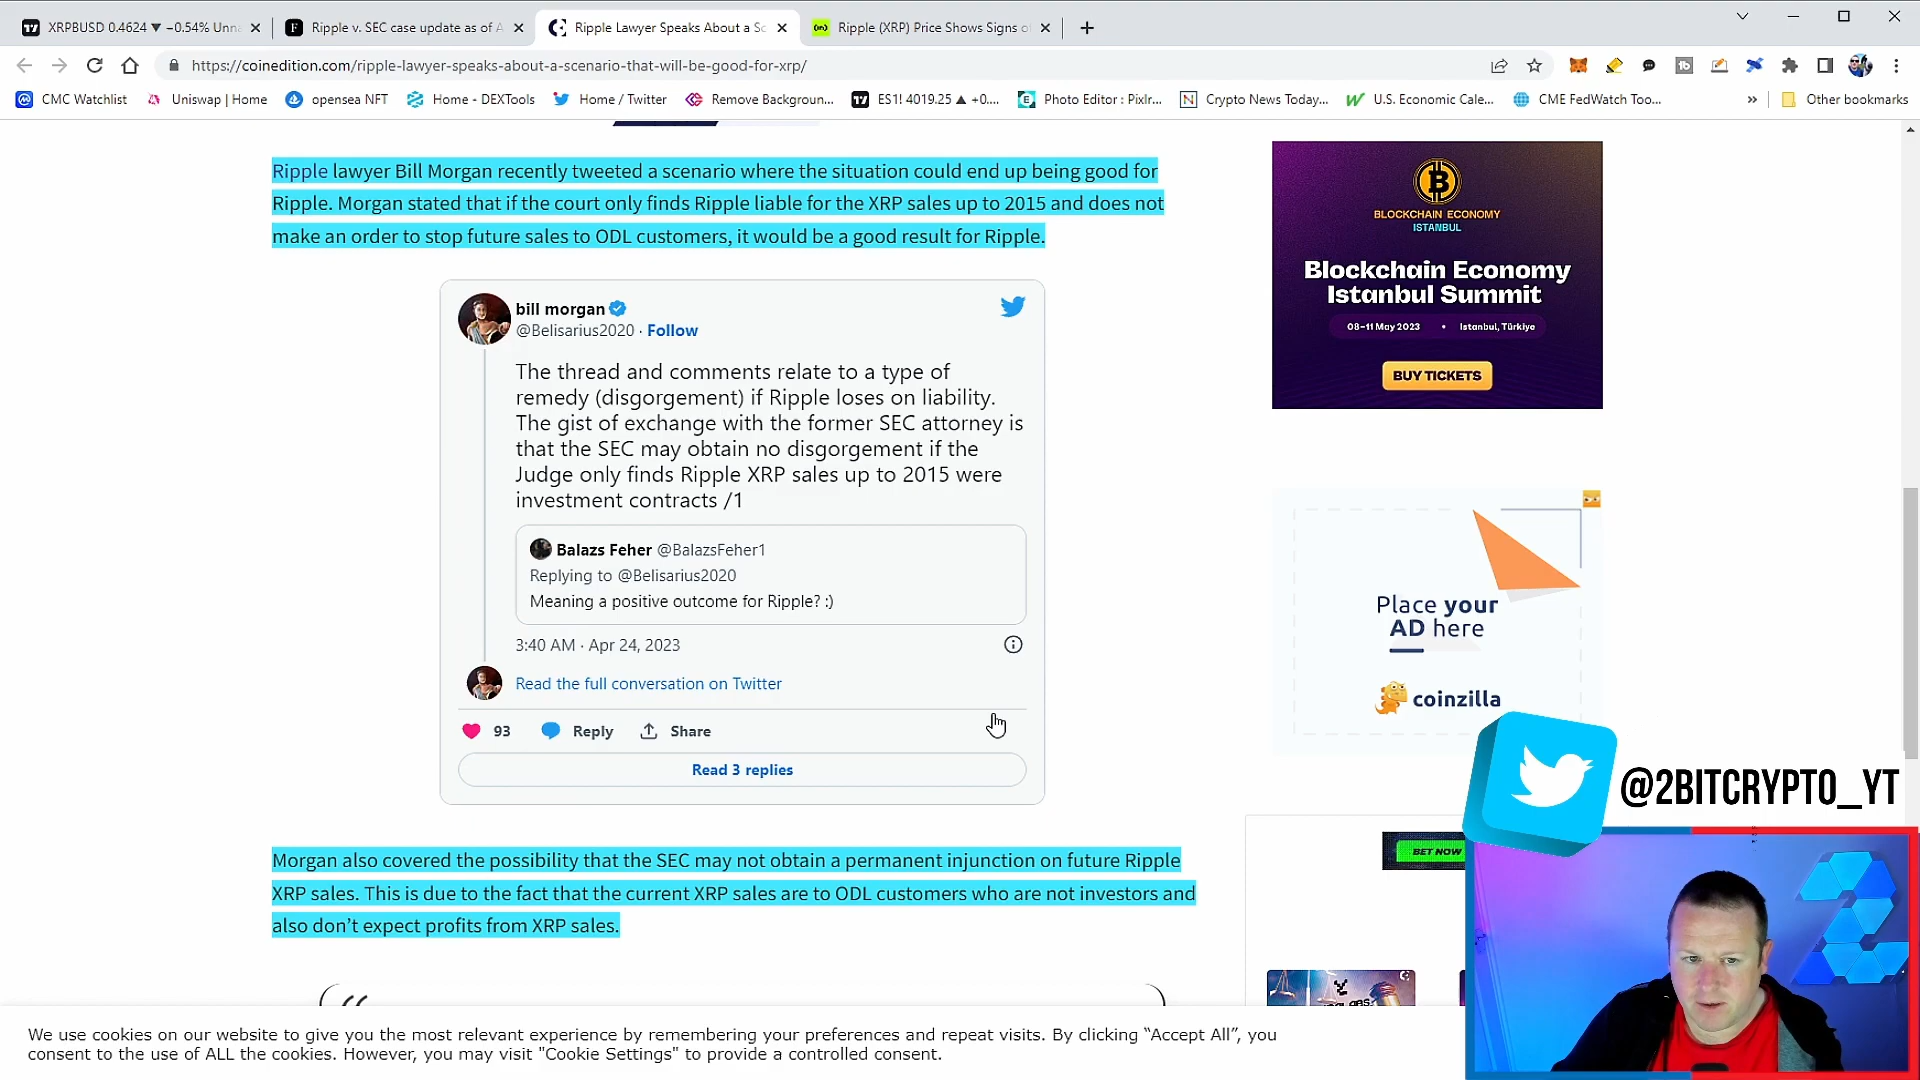 XRPBUSD 0.4624 ▼ −0.54% Unna
Ripple v. SEC case update as of A
Ripple Lawyer Speaks About a Sc
Ripple (XRP) Price Shows Signs o
https://coinedition.com/ripple-lawyer-speaks-about-a-scenario-that-will-be-good-for-xrp/
CMC Watchlist
Uniswap | Home
opensea NFT
Home - DEXTools
Home / Twitter
Remove Backgroun...
ES1! 4019.25 ▲ +0....
Photo Editor : Pixlr...
Crypto News Today...
U.S. Economic Cale...
CME FedWatch Too...
»
Other bookmarks
Ripple lawyer Bill Morgan recently tweeted a scenario where the situation could end up being good for
Ripple. Morgan stated that if the court only finds Ripple liable for the XRP sales up to 2015 and does not
make an order to stop future sales to ODL customers, it would be a good result for Ripple.
bill morgan
@Belisarius2020 · Follow
The thread and comments relate to a type of
remedy (disgorgement) if Ripple loses on liability.
The gist of exchange with the former SEC attorney is
that the SEC may obtain no disgorgement if the
Judge only finds Ripple XRP sales up to 2015 were
investment contracts /1
Balazs Feher @BalazsFeher1
Replying to @Belisarius2020
Meaning a positive outcome for Ripple? :)
3:40 AM · Apr 24, 2023
Read the full conversation on Twitter
93
Reply
Share
Read 3 replies
Morgan also covered the possibility that the SEC may not obtain a permanent injunction on future Ripple
XRP sales. This is due to the fact that the current XRP sales are to ODL customers who are not investors and
also don’t expect profits from XRP sales.
BLOCKCHAIN ECONOMY
ISTANBUL
Blockchain Economy
Istanbul Summit
08–11 May 2023 • Istanbul, Türkiye
BUY TICKETS
Place your
AD here
coinzilla
@2BITCRYPTO_YT
BET NOW
We use cookies on our website to give you the most relevant experience by remembering your preferences and repeat visits. By clicking “Accept All”, you
consent to the use of ALL the cookies. However, you may visit "Cookie Settings" to provide a controlled consent.